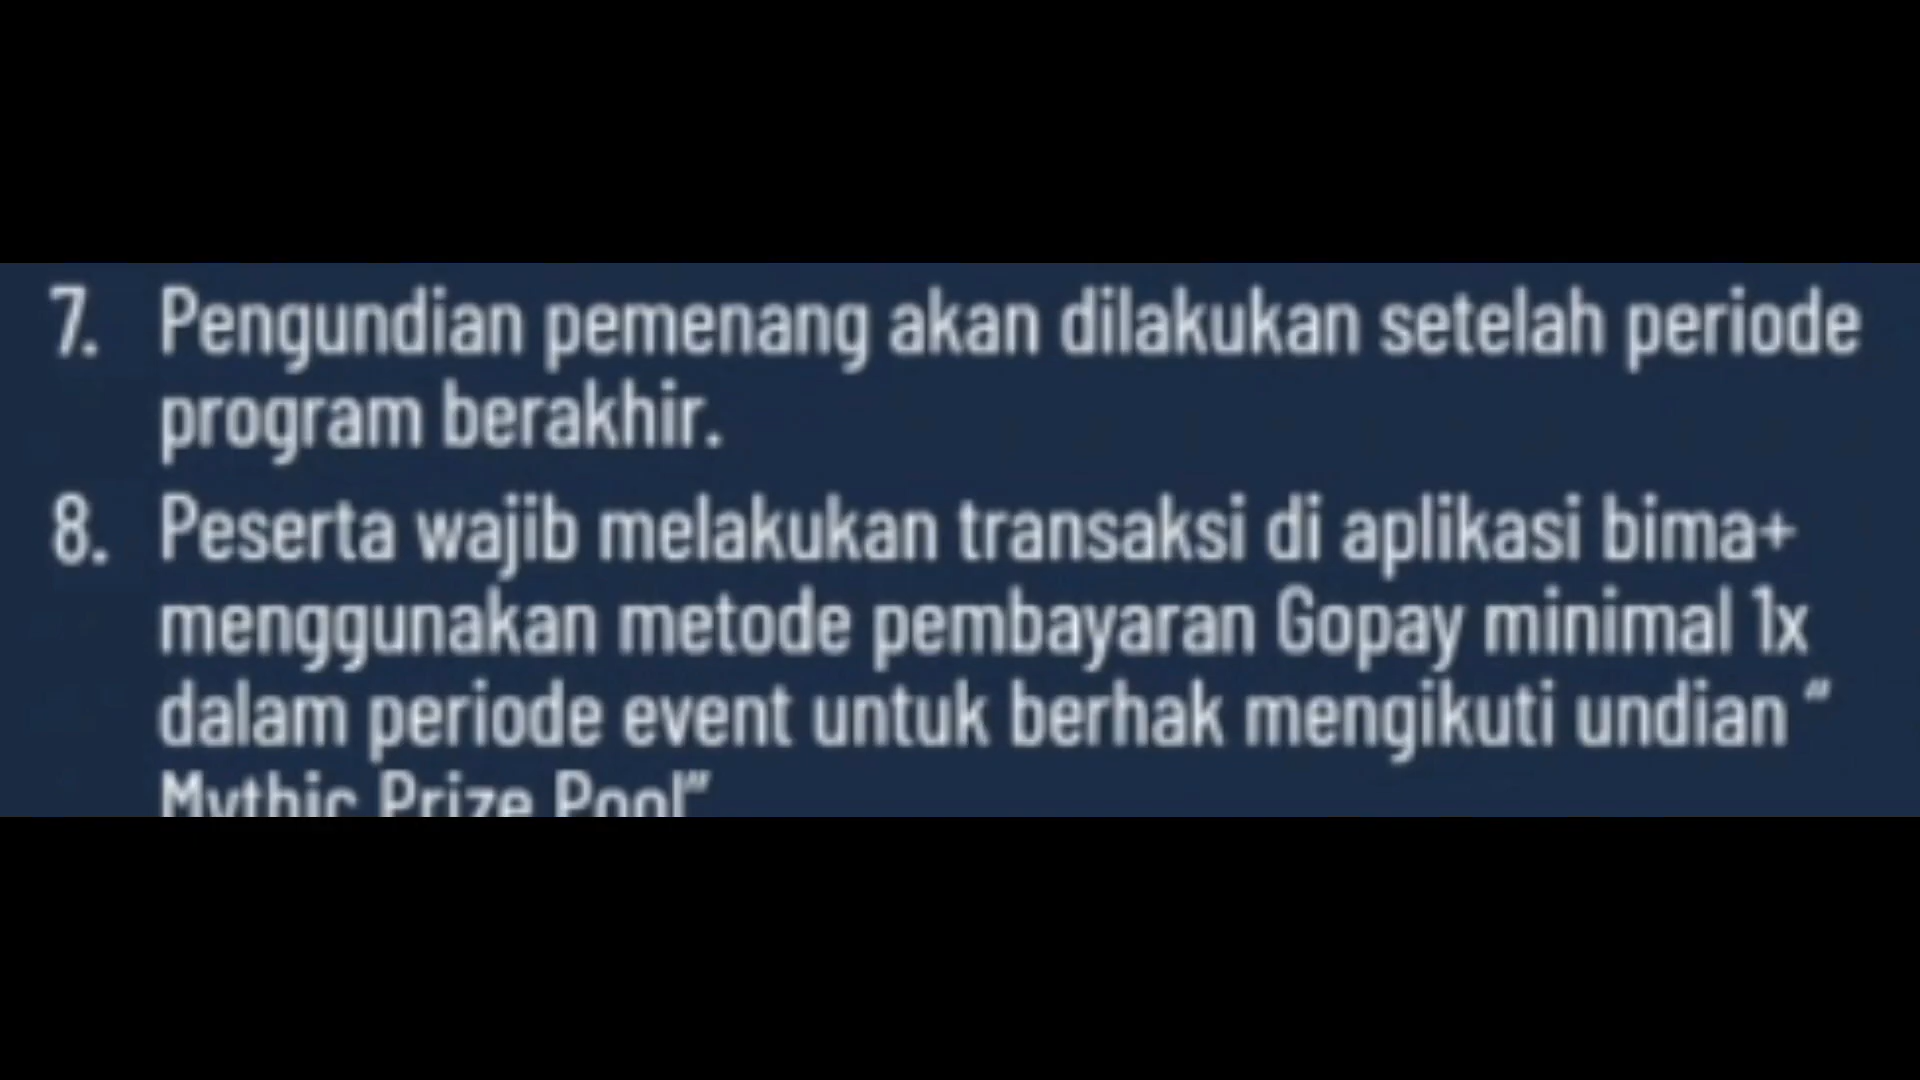 7. Pengundian pemenang akan dilakukan setelah periode
program berakhir.
8. Peserta wajib melakukan transaksi di aplikasi bima+
menggunakan metode pembayaran Gopay minimal 1x
dalam periode event untuk berhak mengikuti undian “
Mythic Prize Pool”